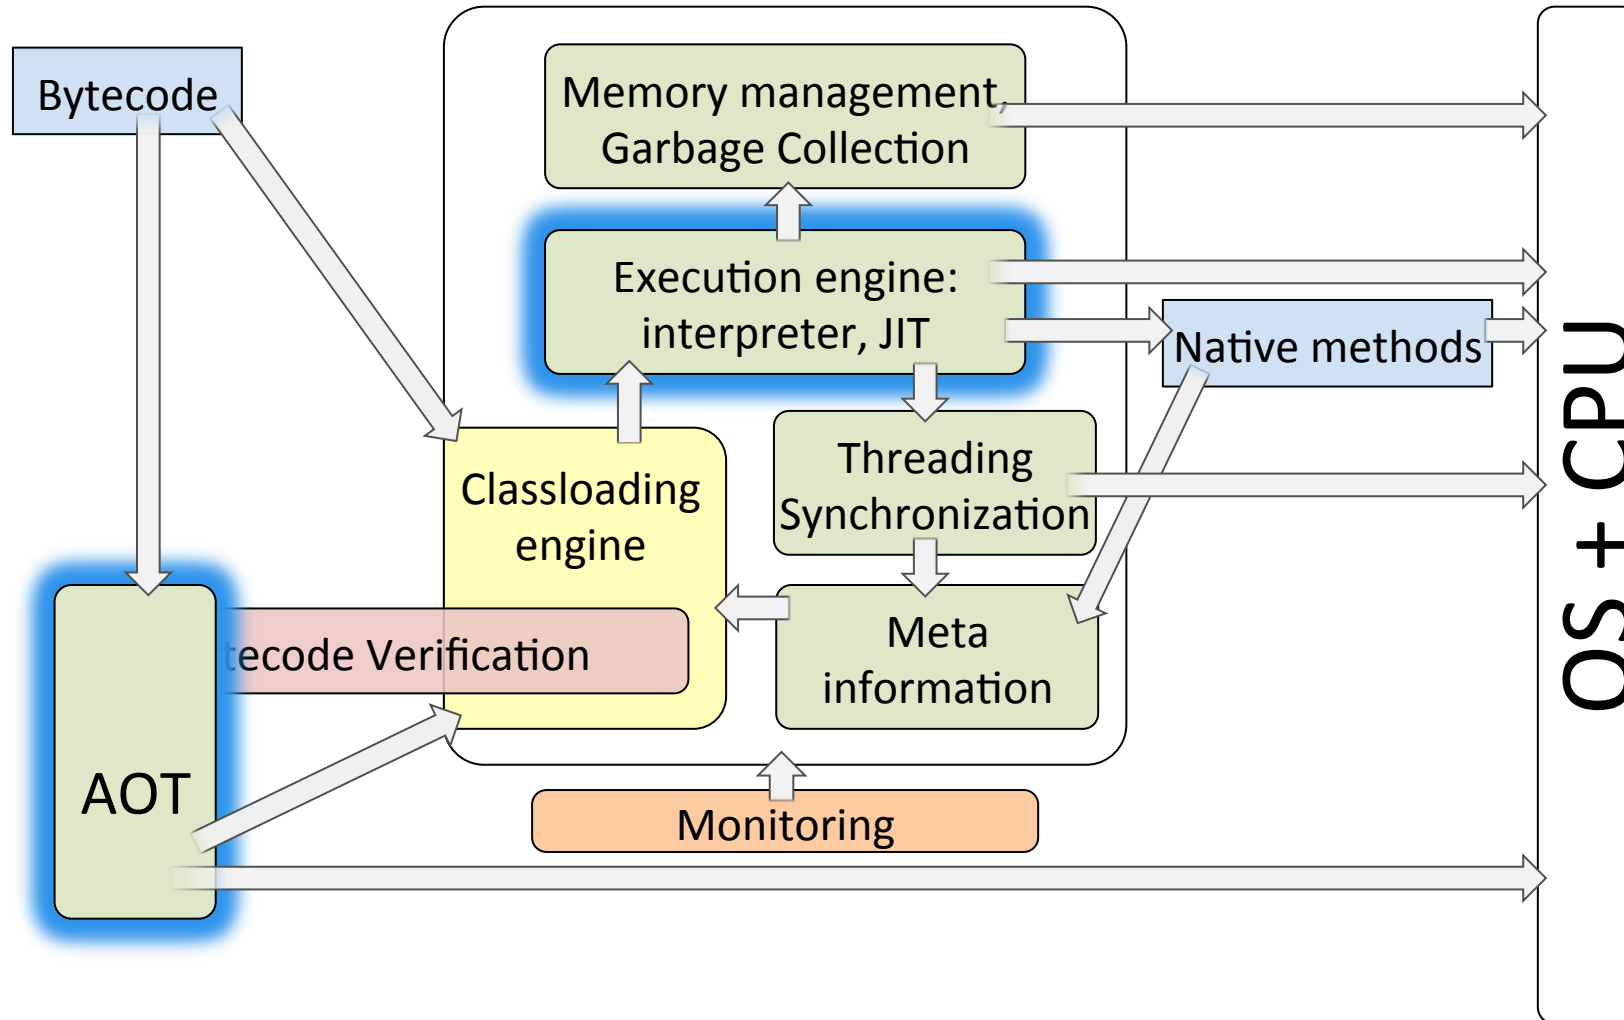 Bytecode
Memory management,
Garbage Collection
Execution engine:
interpreter, JIT
Native methods
Classloading
engine
Threading
Synchronization
tecode Verification
Meta
information
AOT
Monitoring
OS + CPU